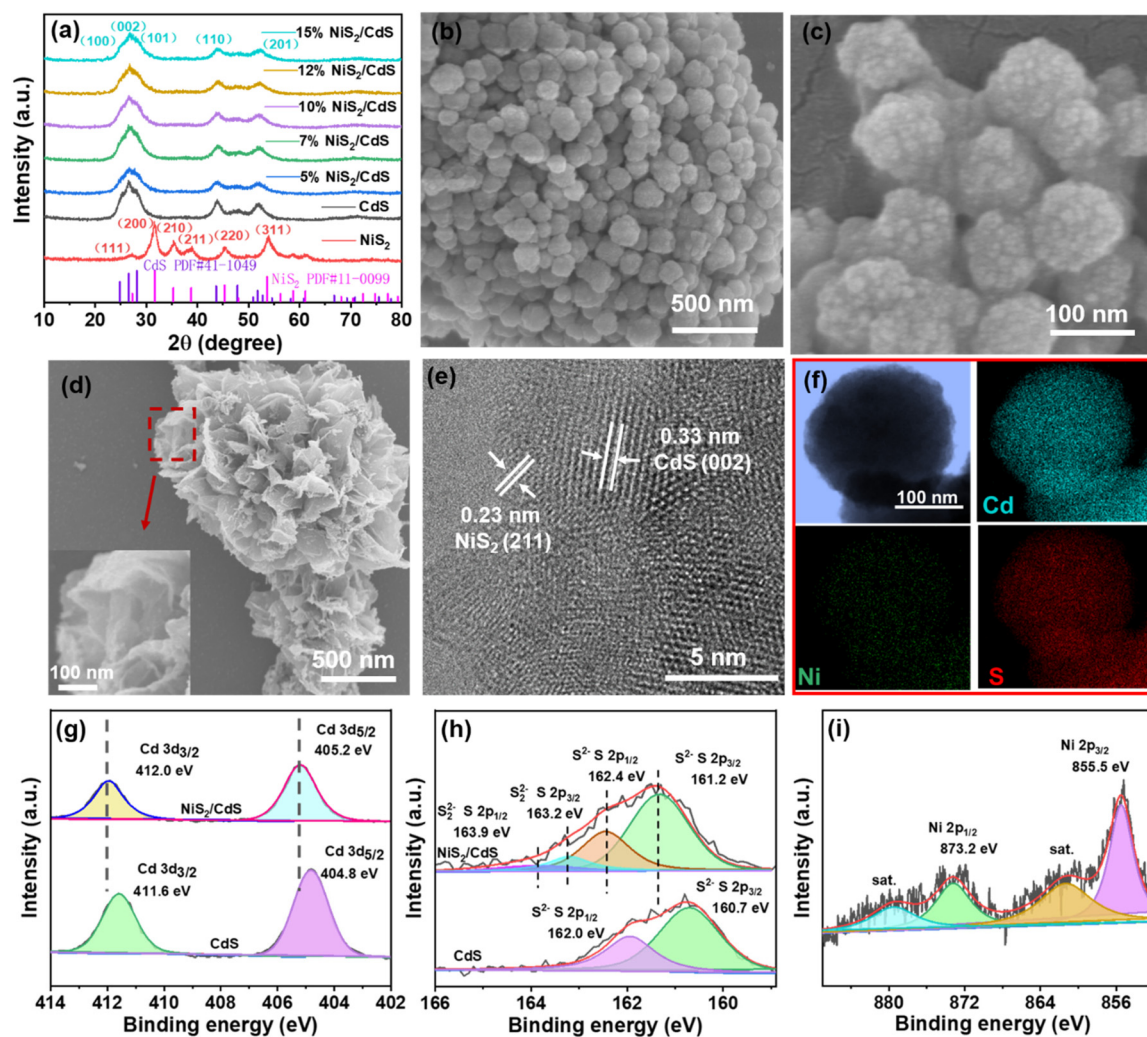 (a)
(002)
(100)
(101)
(110)
(201)
15% NiS₂/CdS
12% NiS₂/CdS
10% NiS₂/CdS
7% NiS₂/CdS
5% NiS₂/CdS
CdS
(200)
(210)
(111)
(211)
(220)
(311)
NiS₂
CdS PDF#41-1049
NiS₂ PDF#11-0099
Intensity (a.u.)
10 20 30 40 50 60 70 80
2θ (degree)
(b)
500 nm
(c)
100 nm
(d)
100 nm
500 nm
(e)
0.33 nm
CdS (002)
0.23 nm
NiS₂ (211)
5 nm
(f)
100 nm
Cd
Ni
S
(g)
Cd 3d₃/₂
412.0 eV
Cd 3d₅/₂
405.2 eV
NiS₂/CdS
Cd 3d₃/₂
411.6 eV
Cd 3d₅/₂
404.8 eV
CdS
Intensity (a.u.)
414 412 410 408 406 404 402
Binding energy (eV)
(h)
S²⁻ S 2p₁/₂
162.4 eV
S²⁻ S 2p₃/₂
161.2 eV
S₂²⁻ S 2p₃/₂
163.2 eV
S₂²⁻ S 2p₁/₂
163.9 eV
NiS₂/CdS
S²⁻ S 2p₃/₂
160.7 eV
S²⁻ S 2p₁/₂
162.0 eV
CdS
Intensity (a.u.)
166 164 162 160
Binding energy (eV)
(i)
Ni 2p₃/₂
855.5 eV
Ni 2p₁/₂
873.2 eV
sat.
sat.
Intensity (a.u.)
880 872 864 856
Binding energy (eV)